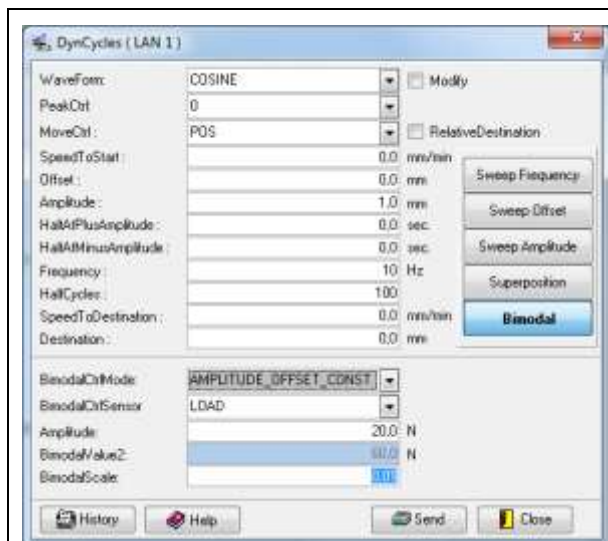 DynCycles ( LAN 1 )
WaveForm: COSINE Modify
PeakCtrl 0
MoveCtrl : POS RelativeDestination
SpeedToStart : 0.0 mm/min
Offset : 0.0 mm
Amplitude : 1.0 mm
HaltAtPlusAmplitude : 0.0 sec.
HaltAtMinusAmplitude : 0.0 sec.
Frequency : 10 Hz
HalfCycles : 100
SpeedToDestination : 0.0 mm/min
Destination : 0.0 mm
Sweep Frequency
Sweep Offset
Sweep Amplitude
Superposition
Bimodal
BimodalCtrlMode: AMPLITUDE_OFFSET_CONST
BimodalCtrlSensor LOAD
Amplitude: 20.0 N
BimodalValue2: N
BimodalScale: 0.01
History Help Send Close